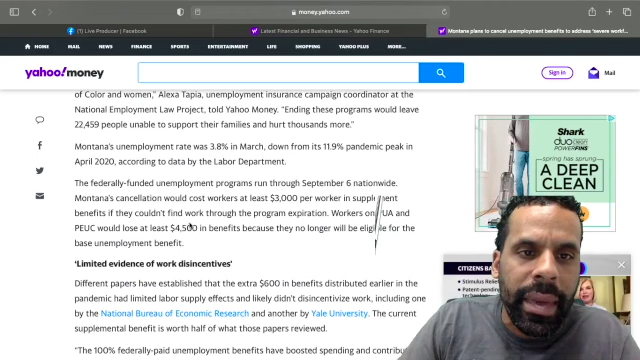 money.yahoo.com
Live Producer | Facebook
Latest Financial and Business News - Yahoo Finance
Montana plans to cancel unemployment benefits to address 'severe workf
HOME
MAIL
NEWS
FINANCE
SPORTS
ENTERTAINMENT
LIFE
SHOPPING
YAHOO PLUS
MORE...
yahoo!money
Sign in
Mail
of Color and women," Alexa Tapia, unemployment insurance campaign coordinator at the
National Employment Law Project, told Yahoo Money. "Ending these programs would leave
22,459 people unable to support their families and hurt thousands more."
Montana's unemployment rate was 3.8% in March, down from its 11.9% pandemic peak in
April 2020, according to data by the Labor Department.
The federally-funded unemployment programs run through September 6 nationwide.
Montana's cancellation would cost workers at least $3,000 per worker in supplement
benefits if they couldn't find work through the program expiration. Workers on UA and
PEUC would lose at least $4,500 in benefits because they no longer will be eligible for the
base unemployment benefit.
'Limited evidence of work disincentives'
Different papers have established that the extra $600 in benefits distributed earlier in the
pandemic had limited labor supply effects and likely didn't disincentivize work, including one
by the National Bureau of Economic Research and another by Yale University. The current
supplemental benefit is worth half of what those papers reviewed.
"The 100% federally-paid unemployment benefits have boosted spending and contribu
Shark
duo clean
POWERFINS
spring has sprung
A DEEP
CLEAN
CITIZENS BA
Stimulus Relief
Patent-pending